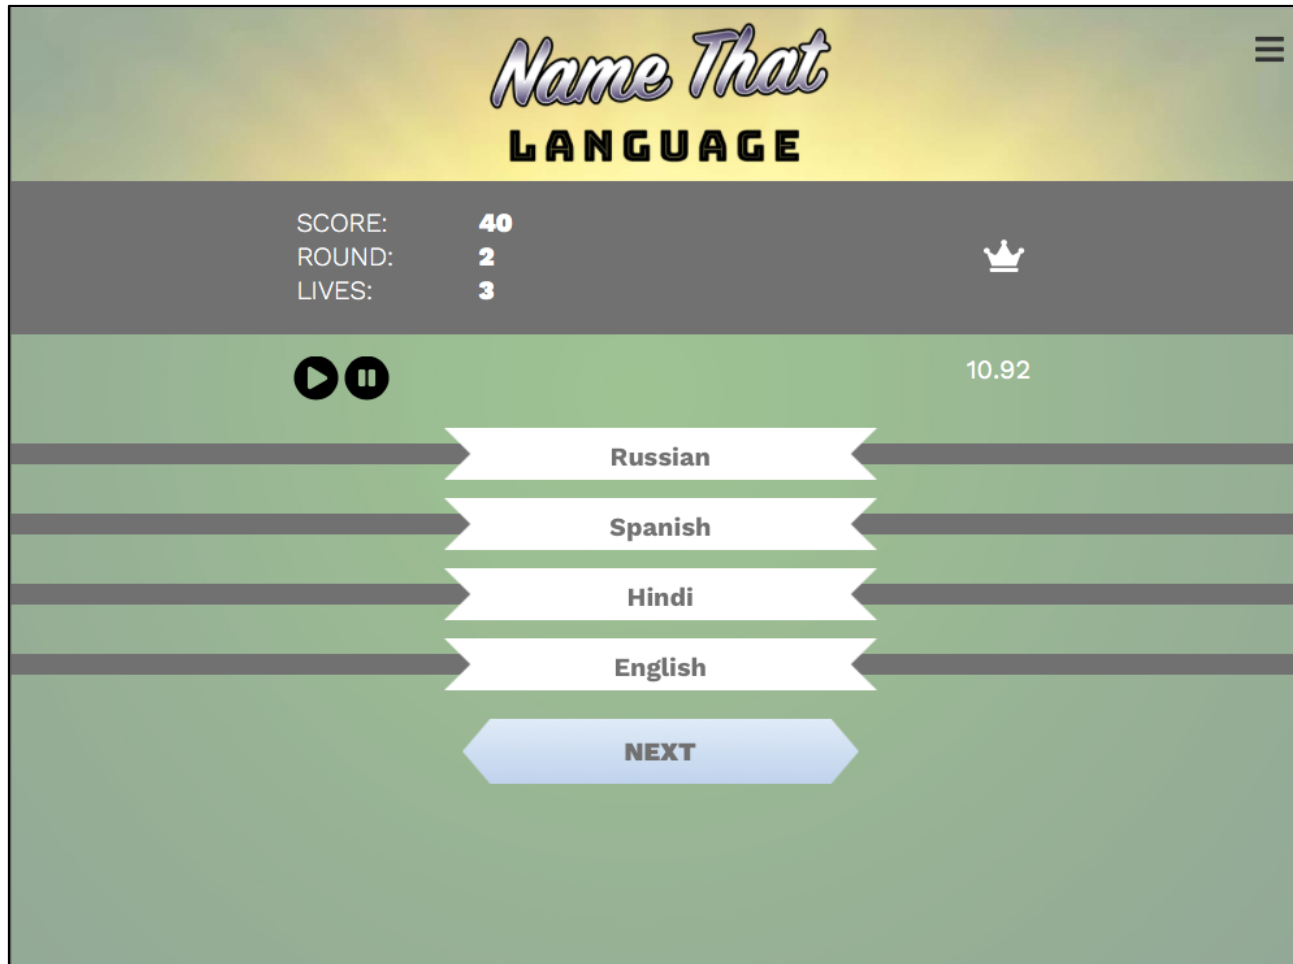 Name That
LANGUAGE
SCORE: 40
ROUND: 2
LIVES: 3
10.92
Russian
Spanish
Hindi
English
NEXT